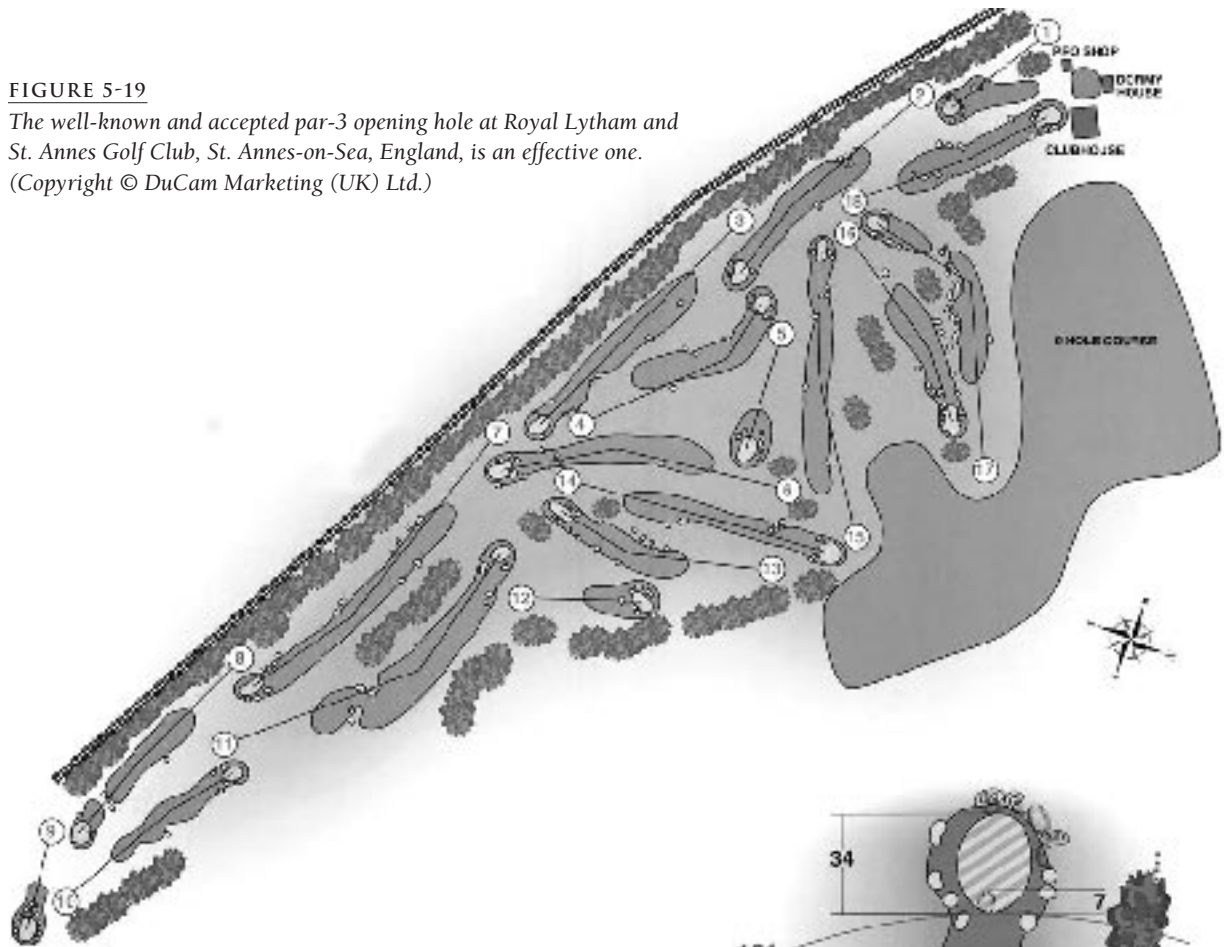 FIGURE 5-19
The well-known and accepted par-3 opening hole at Royal Lytham and
St. Annes Golf Club, St. Annes-on-Sea, England, is an effective one.
(Copyright © DuCam Marketing (UK) Ltd.)
1
PRO SHOP
DORMY
HOUSE
CLUBHOUSE
2
18
3
16
5
9 HOLE COURSE
4
7
17
14
6
15
13
12
8
11
9
10
34
7